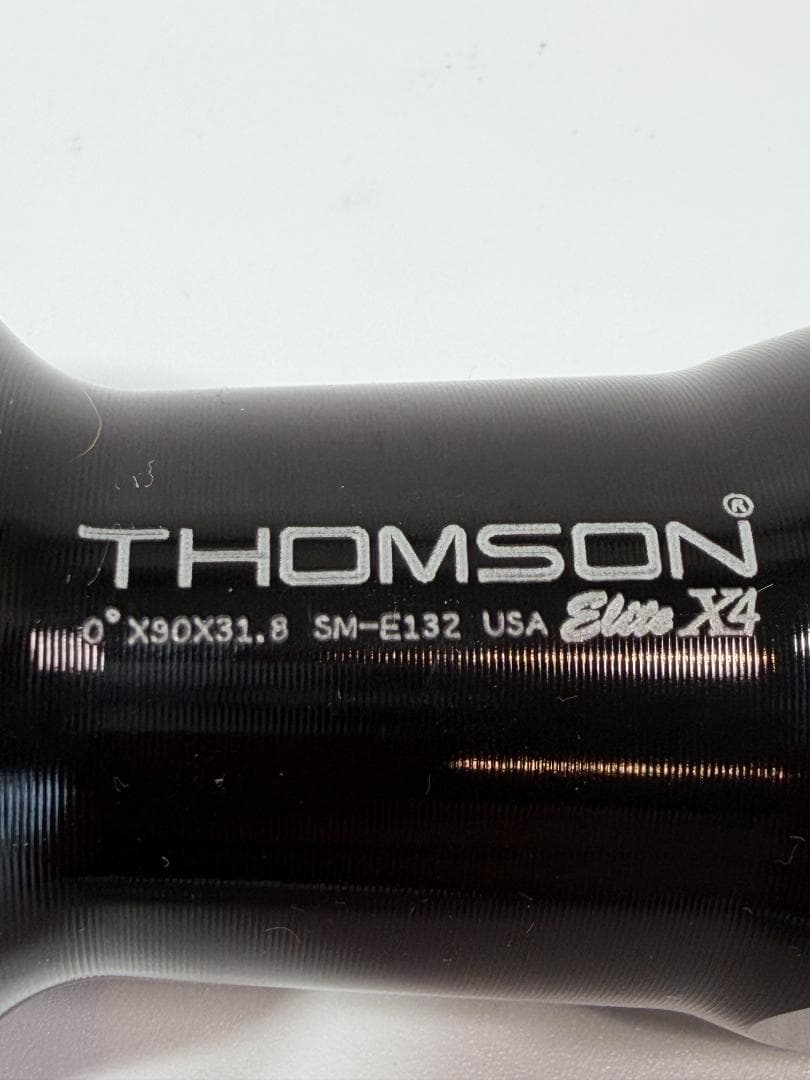 THOMSON®
0°X90X31.8 SM-E132 USA Elite X4